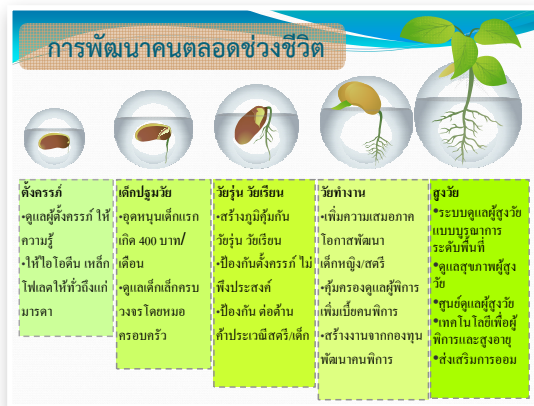 การพัฒนาคนตลอดช่วงชีวิต
ตั้งครรภ์
•ดูแลผู้ตั้งครรภ์ ให้
ความรู้
•ให้ไอโอดีน เหล็ก
โฟเลตให้ทั่วถึงแก่
มารดา
เด็กปฐมวัย
•อุดหนุนเด็กแรก
เกิด 400 บาท/
เดือน
•ดูแลเด็กเล็กครบ
วงจรโดยหมอ
ครอบครัว
วัยรุ่น วัยเรียน
•สร้างภูมิคุ้มกัน
วัยรุ่น วัยเรียน
•ป้องกันตั้งครรภ์ ไม่
พึงประสงค์
•ป้องกัน ต่อต้าน
ค้าประเวณีสตรี/เด็ก
วัยทำงาน
•เพิ่มความเสมอภาค
โอกาสพัฒนา
เด็กหญิง/สตรี
•คุ้มครองดูแลผู้พิการ
เพิ่มเบี้ยคนพิการ
•สร้างงานจากกองทุน
พัฒนาคนพิการ
สูงวัย
•ระบบดูแลผู้สูงวัย
แบบบูรณาการ
ระดับพื้นที่
•ดูแลสุขภาพผู้สูง
วัย
•ศูนย์ดูแลผู้สูงวัย
•เทคโนโลยีเพื่อผู้
พิการและสูงอายุ
•ส่งเสริมการออม